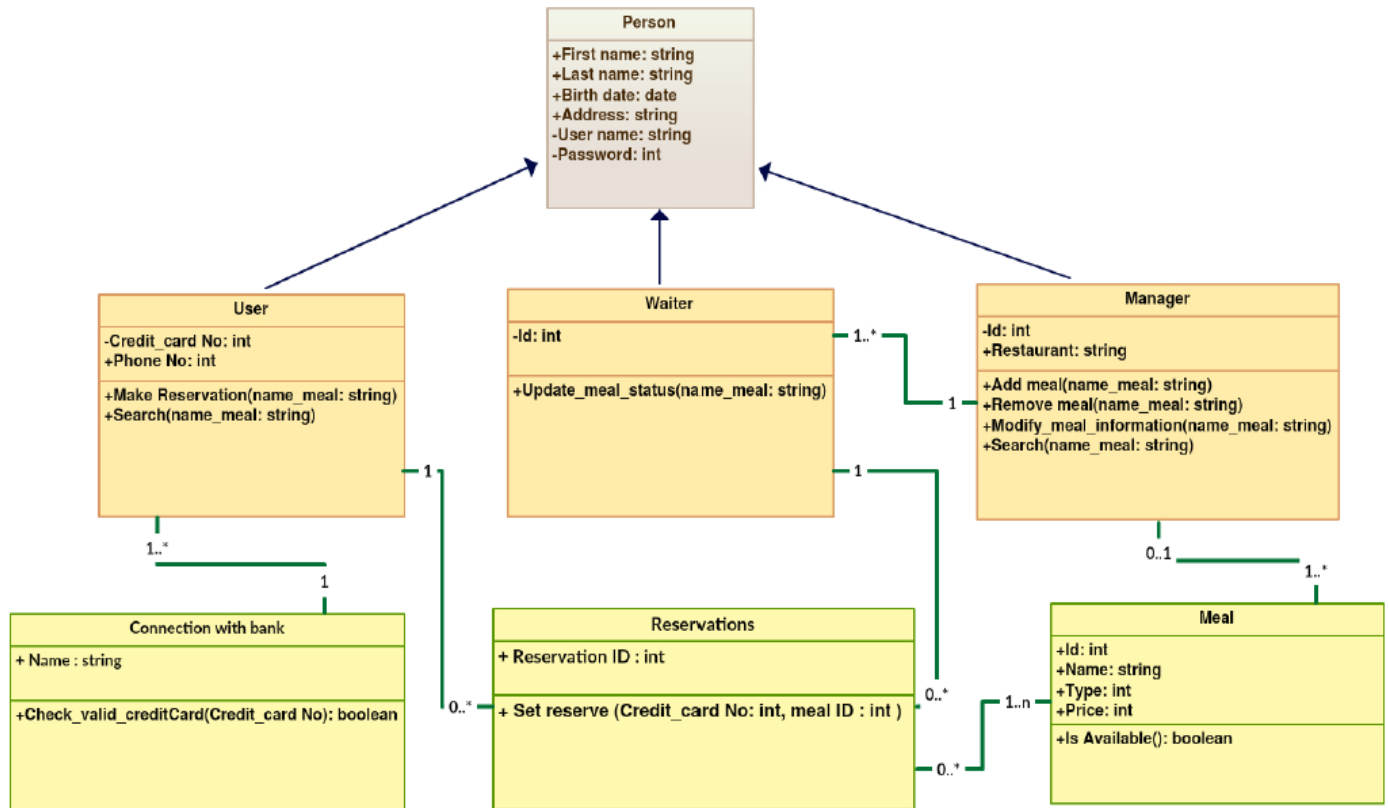 Person
+First name: string
+Last name: string
+Birth date: date
+Address: string
-User name: string
-Password: int
User
-Credit_card No: int
+Phone No: int
+Make Reservation(name_meal: string)
+Search(name_meal: string)
Waiter
-Id: int
+Update_meal_status(name_meal: string)
Manager
-Id: int
+Restaurant: string
+Add meal(name_meal: string)
+Remove meal(name_meal: string)
+Modify_meal_information(name_meal: string)
+Search(name_meal: string)
1..*
1
1
1
1..*
1
0..1
1..*
Connection with bank
+ Name : string
+Check_valid_creditCard(Credit_card No): boolean
Reservations
+ Reservation ID : int
+ Set reserve (Credit_card No: int, meal ID : int )
Meal
+Id: int
+Name: string
+Type: int
+Price: int
+Is Available(): boolean
0..*
0..*
1..n
0..*